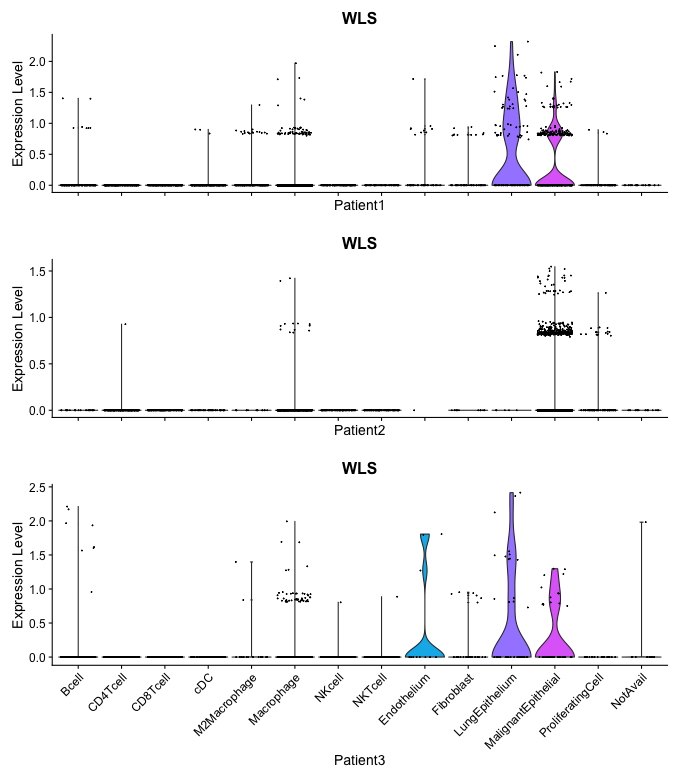 WLS
Expression Level
2.0
1.5
1.0
0.5
0.0
Patient1
WLS
Expression Level
1.5
1.0
0.5
0.0
Patient2
WLS
Expression Level
2.5
2.0
1.5
1.0
0.5
0.0
Bcell
CD4Tcell
CD8Tcell
cDC
M2Macrophage
Macrophage
NKcell
NKTcell
Endothelium
Fibroblast
LungEpithelium
MalignantEpithelial
ProliferatingCell
NotAvail
Patient3